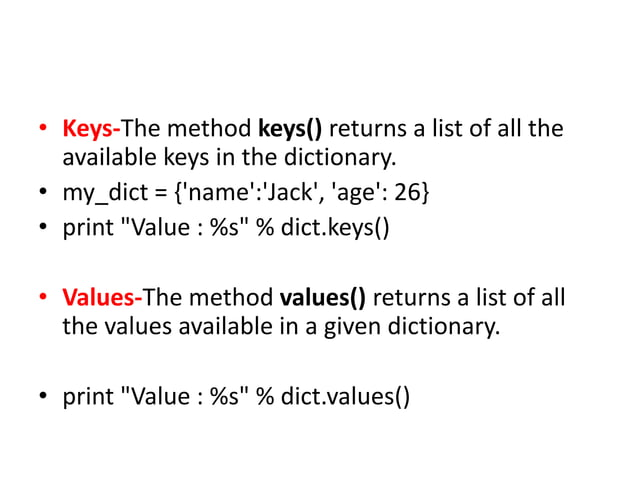 • Keys-The method keys() returns a list of all the
available keys in the dictionary.
• my_dict = {'name':'Jack', 'age': 26}
• print "Value : %s" % dict.keys()
• Values-The method values() returns a list of all
the values available in a given dictionary.
• print "Value : %s" % dict.values()